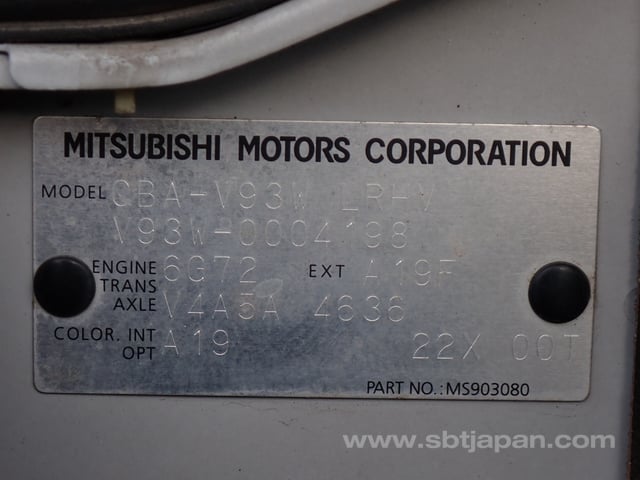 MITSUBISHI MOTORS CORPORATION
MODEL CBA-V93W LRHV
V93W-0004198
ENGINE 6G72 EXT A19F
TRANS AXLE V4A5A 4636
COLOR. INT OPT A19 22X 00T
PART NO.:MS903080
www.sbtjapan.com